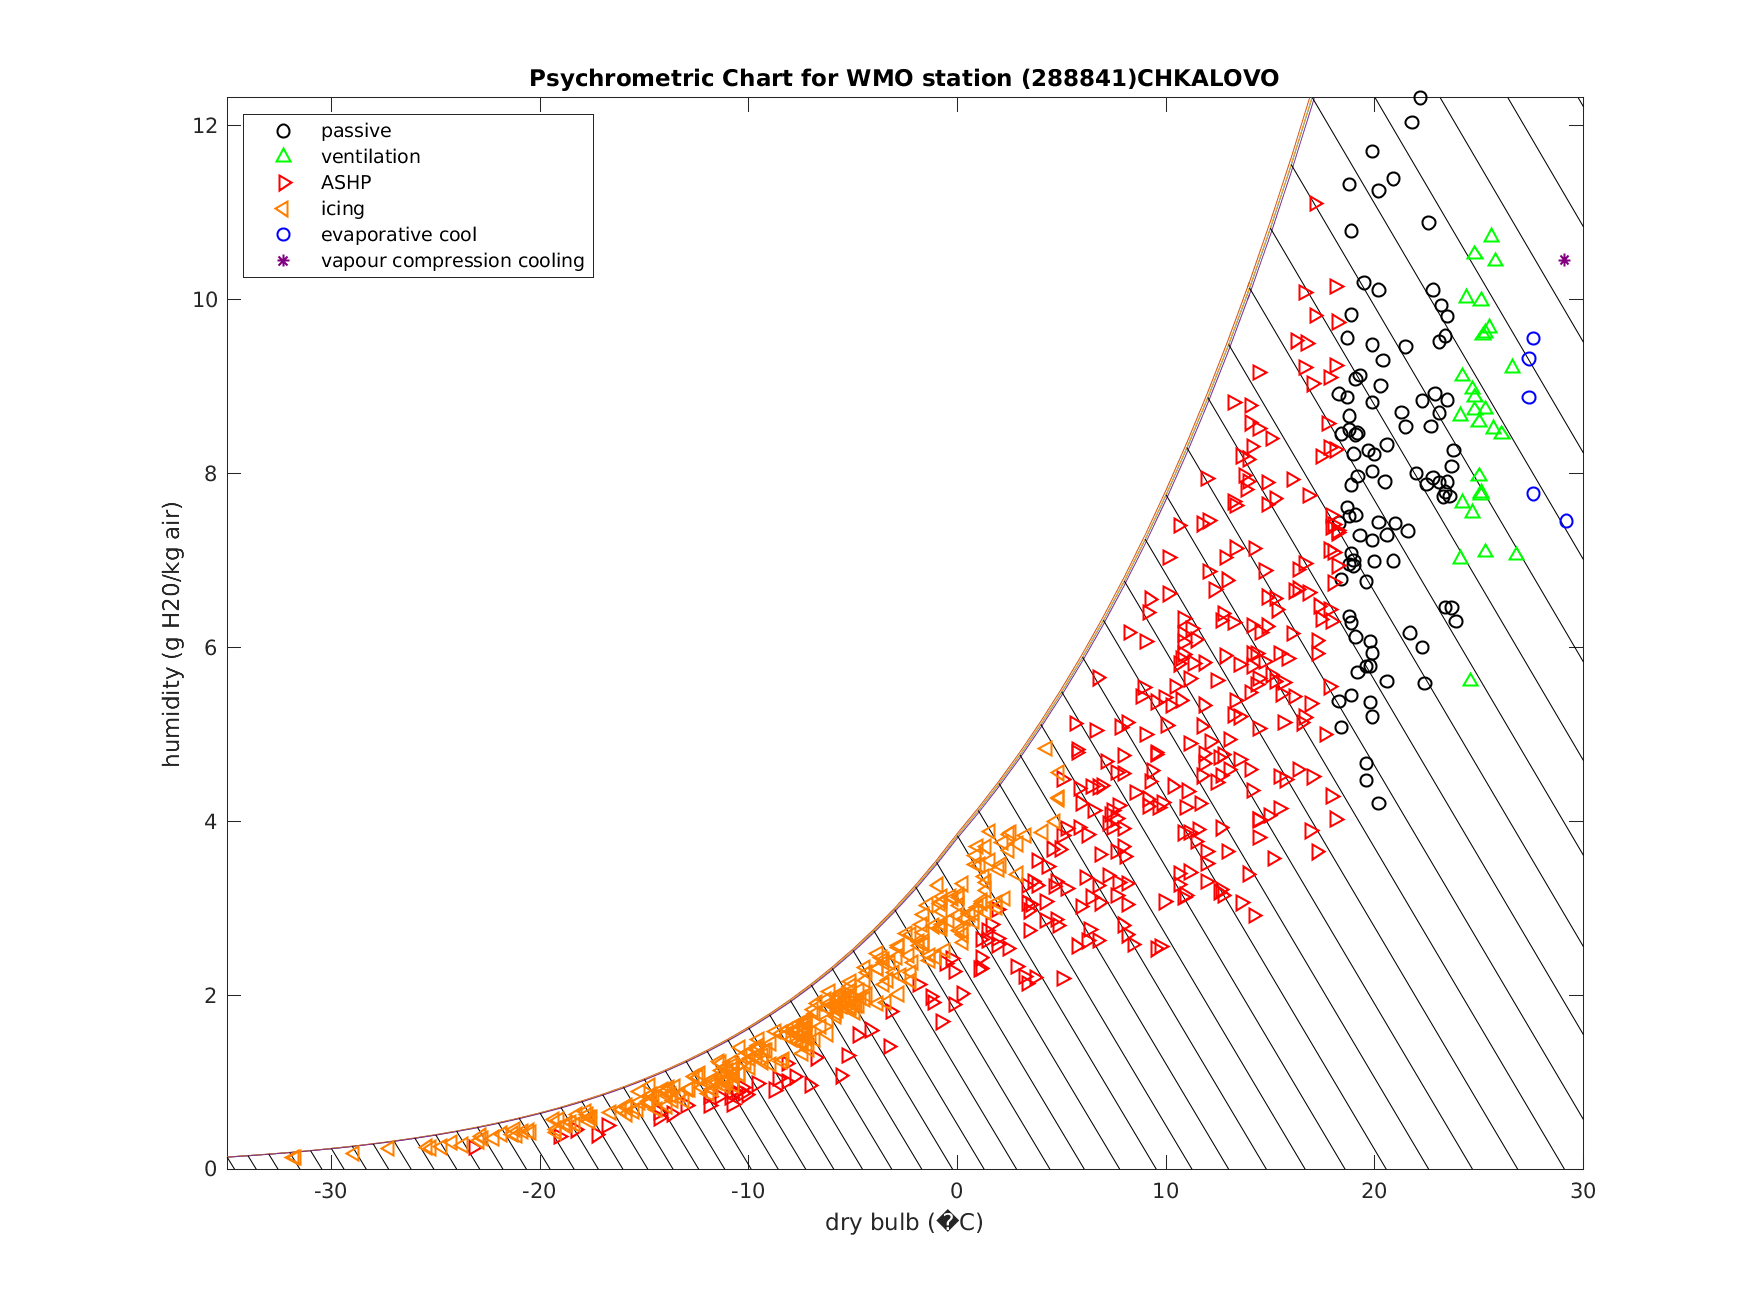 Psychrometric Chart for WMO station (288841)CHKALOVO
passive
ventilation
ASHP
icing
evaporative cool
vapour compression cooling
humidity (g H20/kg air)
12
10
8
6
4
2
0
-30 -20 -10 0 10 20 30
dry bulb (�C)